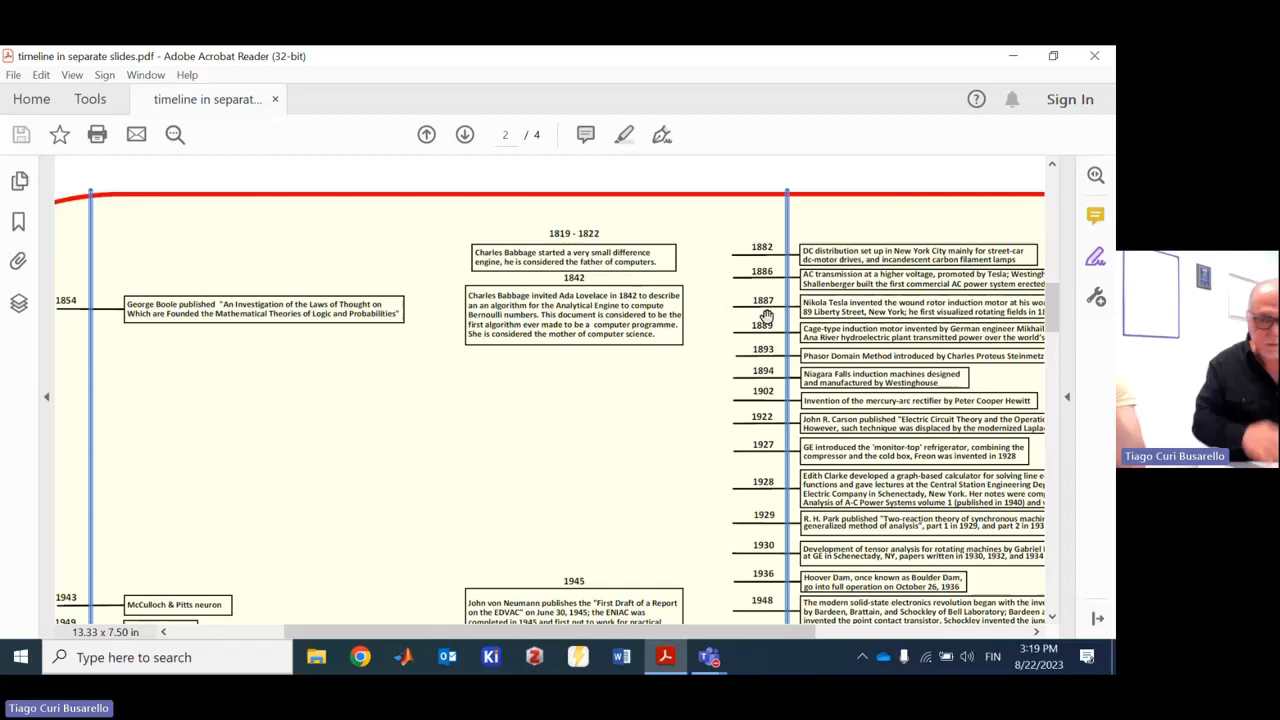 timeline in separate slides.pdf - Adobe Acrobat Reader (32-bit)
File Edit View Sign Window Help
Home Tools timeline in separat... × Sign In
2 / 4
1819 - 1822
Charles Babbage started a very small difference
engine, he is considered the father of computers.
1842
Charles Babbage invited Ada Lovelace in 1842 to describe
an an algorithm for the Analytical Engine to compute
Bernoulli numbers. This document is considered to be the
first algorithm ever made to be a computer programme.
She is considered the mother of computer science.
1854
George Boole published "An Investigation of the Laws of Thought on
Which are Founded the Mathematical Theories of Logic and Probabilities"
1943
McCulloch & Pitts neuron
1949
1945
John von Neumann publishes the "First Draft of a Report
on the EDVAC" on June 30, 1945; the ENIAC was
completed in 1945 and first put to work for practical
1882
DC distribution set up in New York City mainly for street-car
dc-motor drives, and incandescent carbon filament lamps
1886
AC transmission at a higher voltage, promoted by Tesla; Westingh
Shallenberger built the first commercial AC power system erected
1887
Nikola Tesla invented the wound rotor induction motor at his wo
89 Liberty Street, New York; he first visualized rotating fields in 18
1889
Cage-type induction motor invented by German engineer Mikhail
Ana River hydroelectric plant transmitted power over the world's
1893
Phasor Domain Method introduced by Charles Proteus Steinmetz
1894
Niagara Falls induction machines designed
and manufactured by Westinghouse
1902
Invention of the mercury-arc rectifier by Peter Cooper Hewitt
1922
John R. Carson published "Electric Circuit Theory and the Operatio
However, such technique was displaced by the modernized Lapla
1927
GE introduced the 'monitor-top' refrigerator, combining the
compressor and the cold box, Freon was invented in 1928
1928
Edith Clarke developed a graph-based calculator for solving line e
functions and gave lectures at the Central Station Engineering De
Electric Company in Schenectady, New York. Her notes were comp
Analysis of A-C Power Systems volume 1 (published in 1940) and v
1929
R. H. Park published "Two-reaction theory of synchronous machin
generalized method of analysis", part 1 in 1929, and part 2 in 193
1930
Development of tensor analysis for rotating machines by Gabriel
at GE in Schenectady, NY, papers written in 1930, 1932, and 1934
1936
Hoover Dam, once known as Boulder Dam,
go into full operation on October 26, 1936
1948
The modern solid-state electronics revolution began with the inve
by Bardeen, Brattain, and Schockley of Bell Laboratory; Bardeen a
invented the point contact transistor, Schockley invented the junc
13.33 x 7.50 in
Type here to search
FIN
3:19 PM
8/22/2023
Tiago Curi Busarello
Tiago Curi Busarello